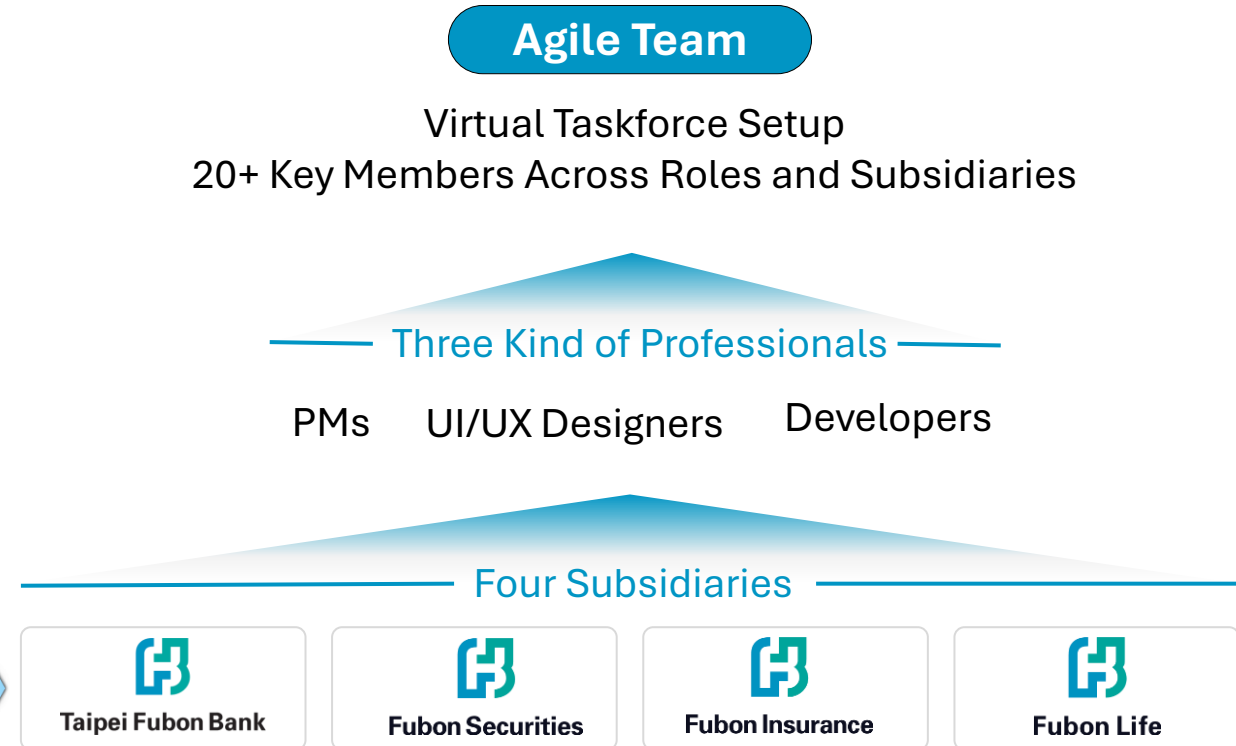 Agile Team
Virtual Taskforce Setup
20+ Key Members Across Roles and Subsidiaries
Three Kind of Professionals
PMs UI/UX Designers Developers
Four Subsidiaries
Taipei Fubon Bank Fubon Securities Fubon Insurance Fubon Life